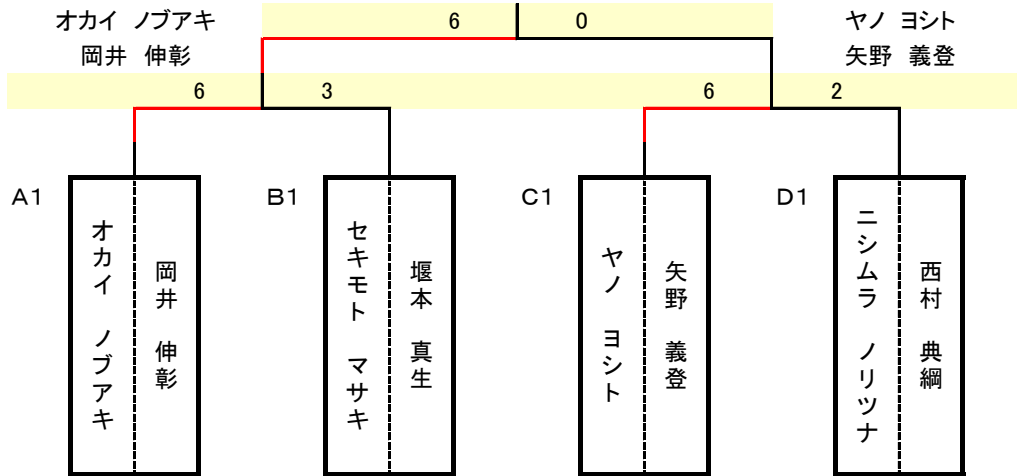 オカイ ノブアキ
岡井 伸彰
6 0
ヤノ ヨシト
矢野 義登
6 3
6 2
A1
オカイ ノブアキ
岡井 伸彰
B1
セキモト マサキ
堰本 真生
C1
ヤノ ヨシト
矢野 義登
D1
ニシムラ ノリツナ
西村 典綱